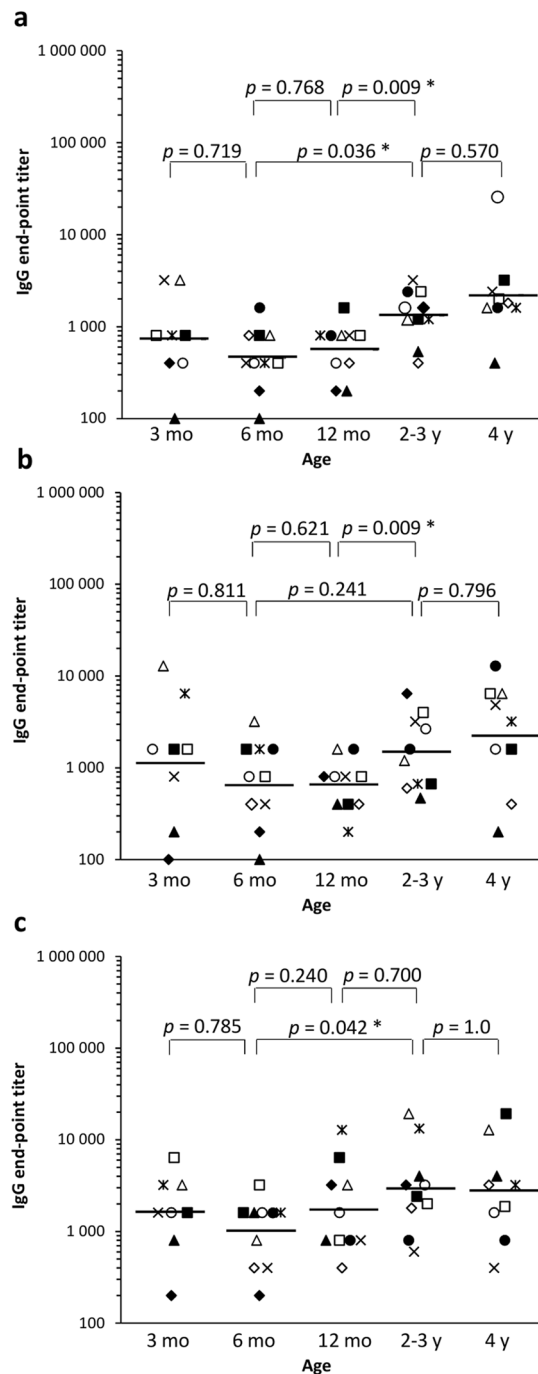 a
1 000 000
p = 0.768 p = 0.009 *
100 000
p = 0.719 p = 0.036 * p = 0.570
IgG end-point titer
10 000
1 000
100
3 mo 6 mo 12 mo 2-3 y 4 y
Age
b
1 000 000
p = 0.621 p = 0.009 *
100 000
p = 0.811 p = 0.241 p = 0.796
IgG end-point titer
10 000
1 000
100
3 mo 6 mo 12 mo 2-3 y 4 y
Age
c
1 000 000
p = 0.240 p = 0.700
100 000
p = 0.785 p = 0.042 * p = 1.0
IgG end-point titer
10 000
1 000
100
3 mo 6 mo 12 mo 2-3 y 4 y
Age